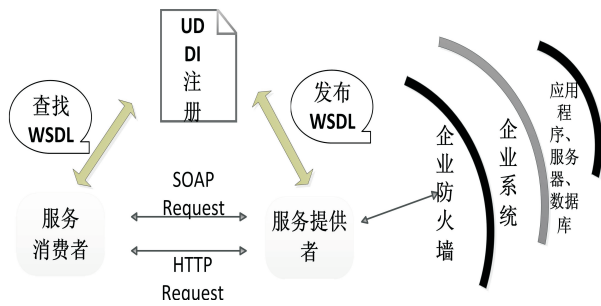 UD
DI
注
册
查找
WSDL
发布
WSDL
服务
消费者
SOAP
Request
HTTP
Request
服务提供
者
企
业
防
火
墙
企
业
系
统
应用
程
序、
服务
器、
数据
库